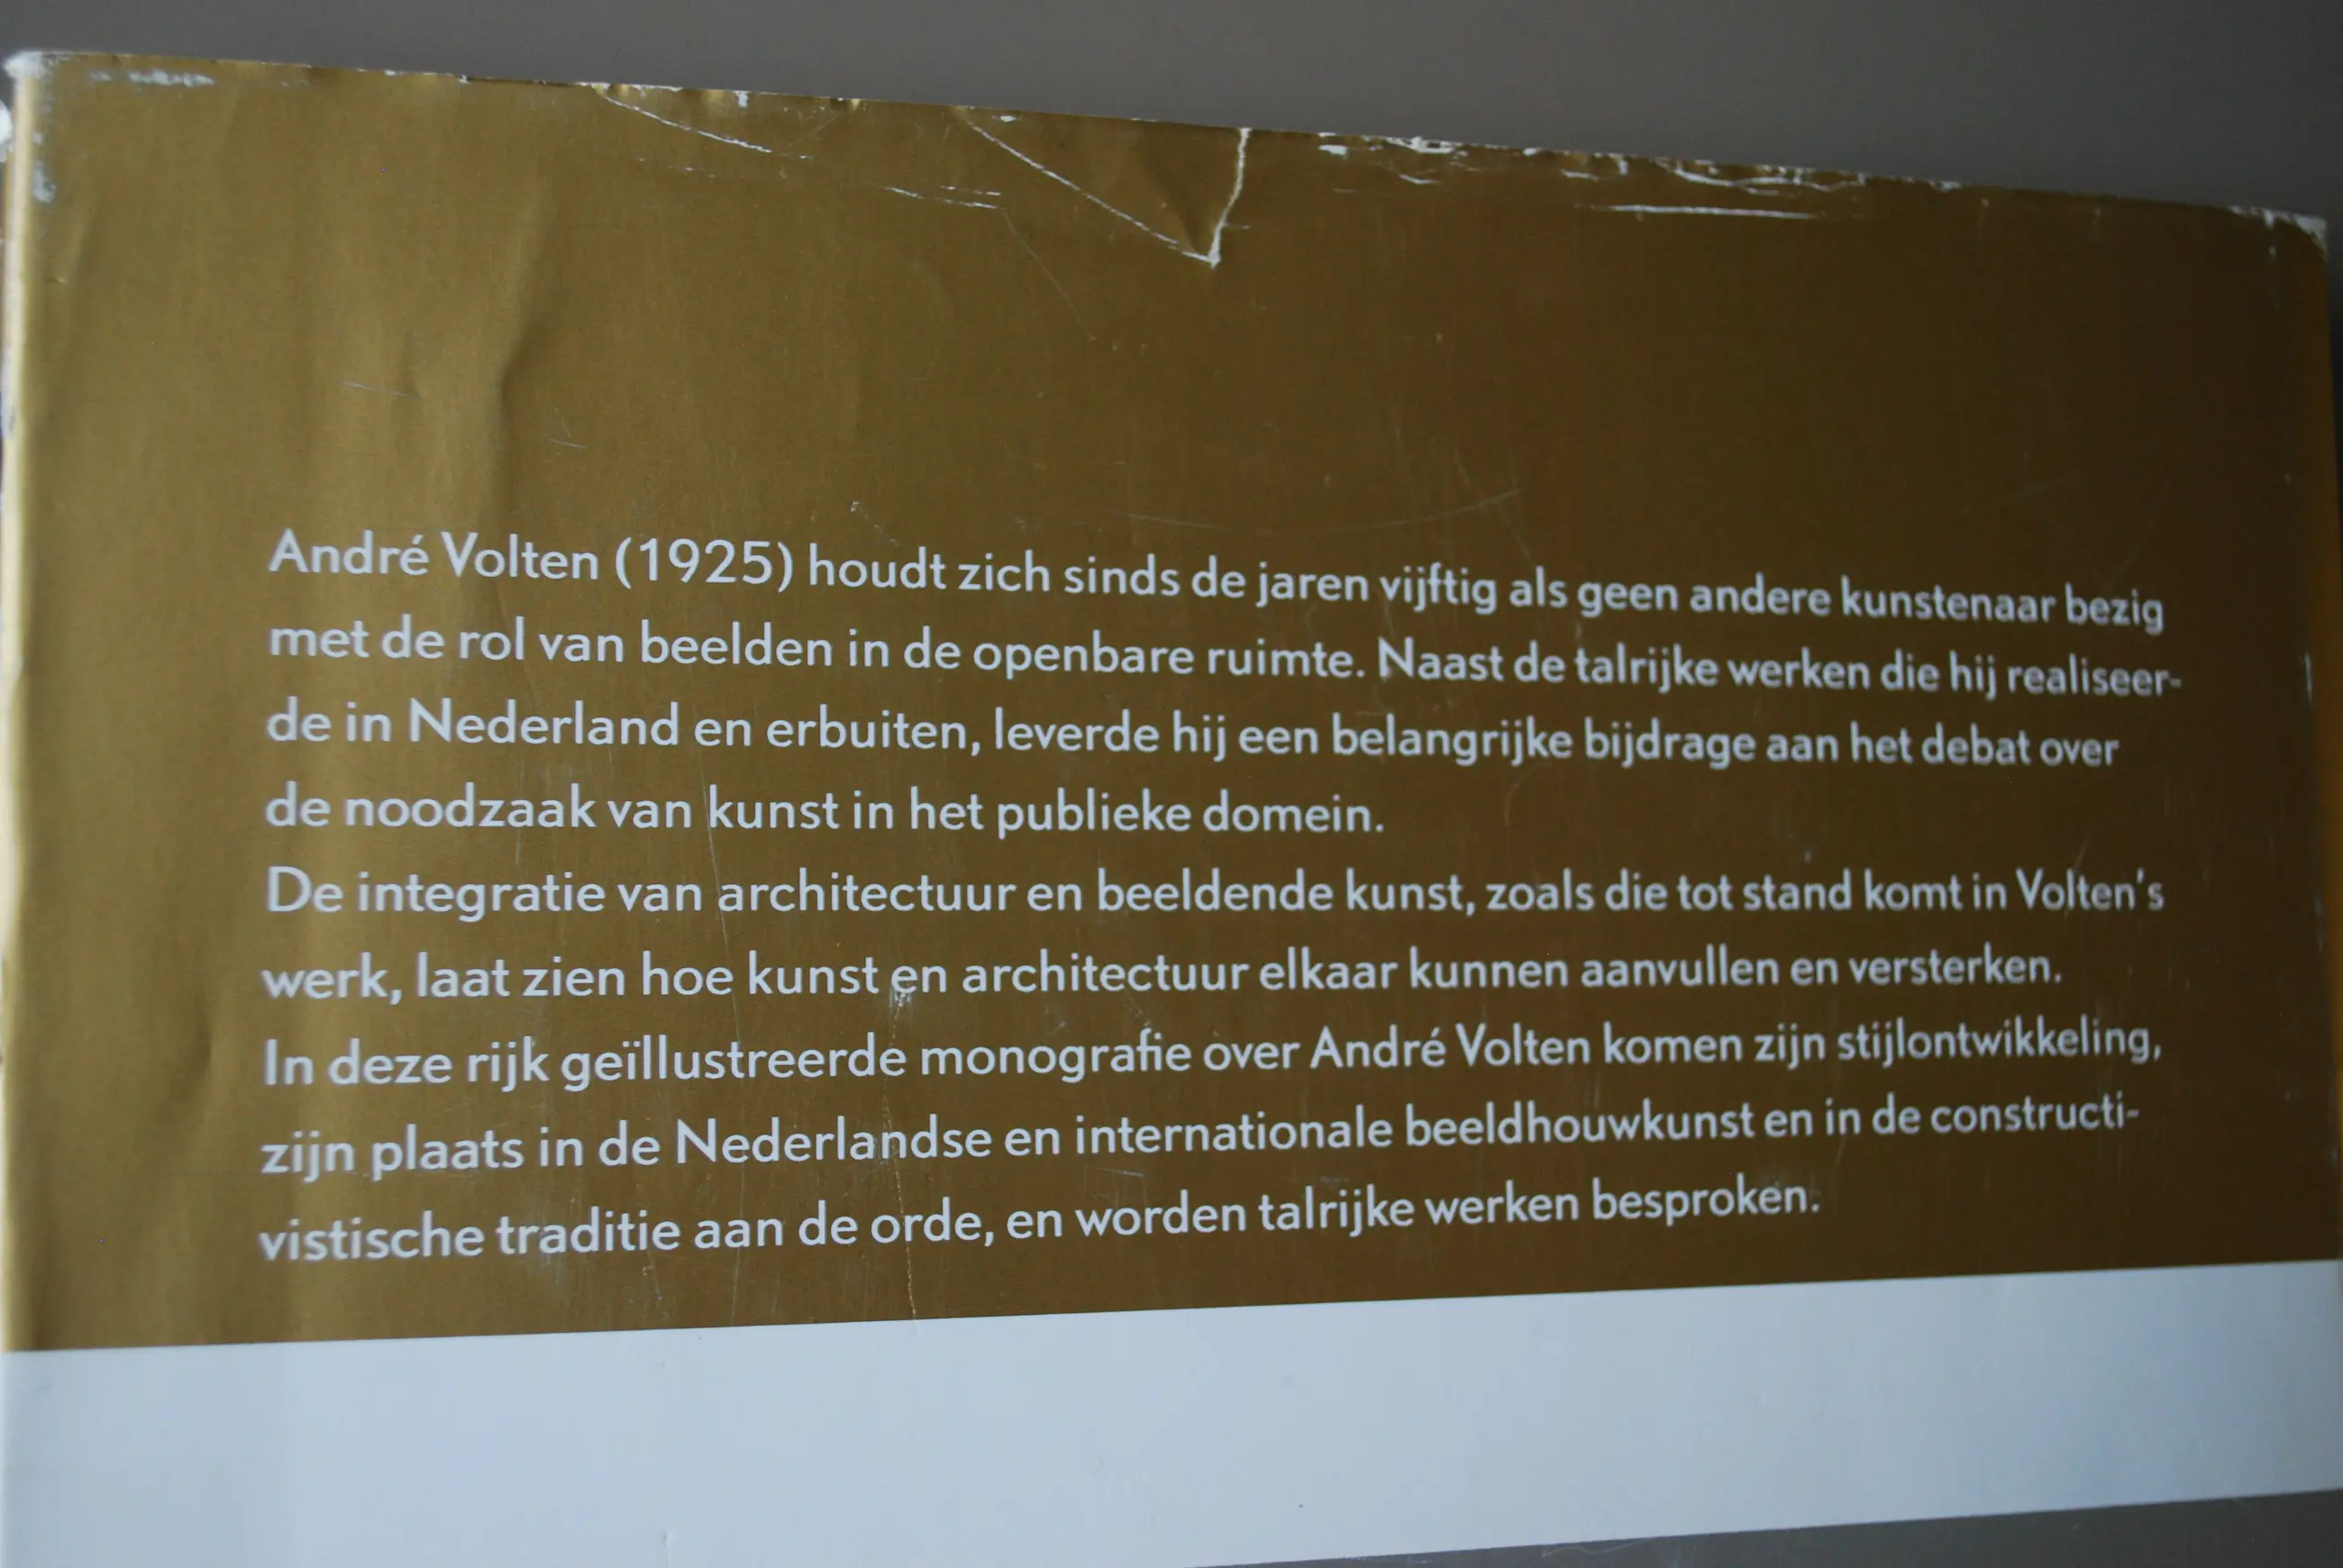 André Volten (1925) houdt zich sinds de jaren vijftig als geen andere kunstenaar bezig
met de rol van beelden in de openbare ruimte. Naast de talrijke werken die hij realiseer-
de in Nederland en erbuiten, leverde hij een belangrijke bijdrage aan het debat over
de noodzaak van kunst in het publieke domein.
De integratie van architectuur en beeldende kunst, zoals die tot stand komt in Volten's
werk, laat zien hoe kunst en architectuur elkaar kunnen aanvullen en versterken.
In deze rijk geïllustreerde monografie over André Volten komen zijn stijlontwikkeling,
zijn plaats in de Nederlandse en internationale beeldhouwkunst en in de constructi-
vistische traditie aan de orde, en worden talrijke werken besproken.